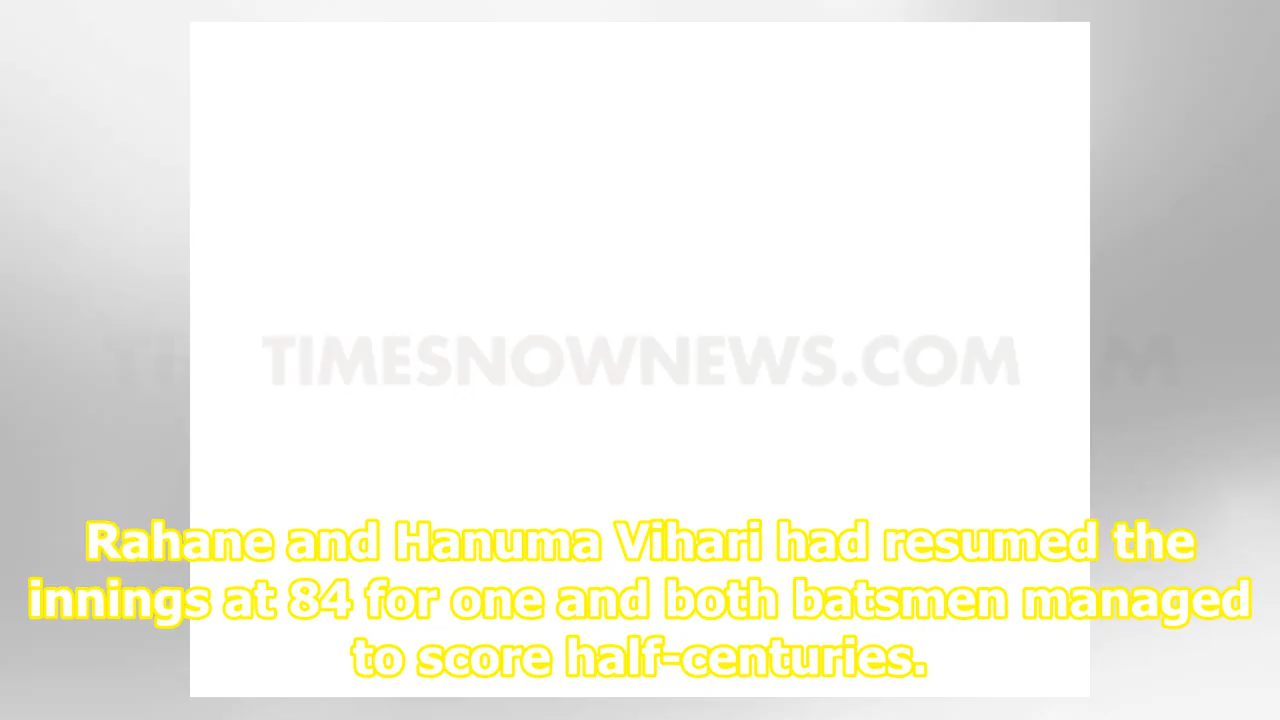 TIMESNOWNEWS.COM
Rahane and Hanuma Vihari had resumed the
innings at 84 for one and both batsmen managed
to score half-centuries.